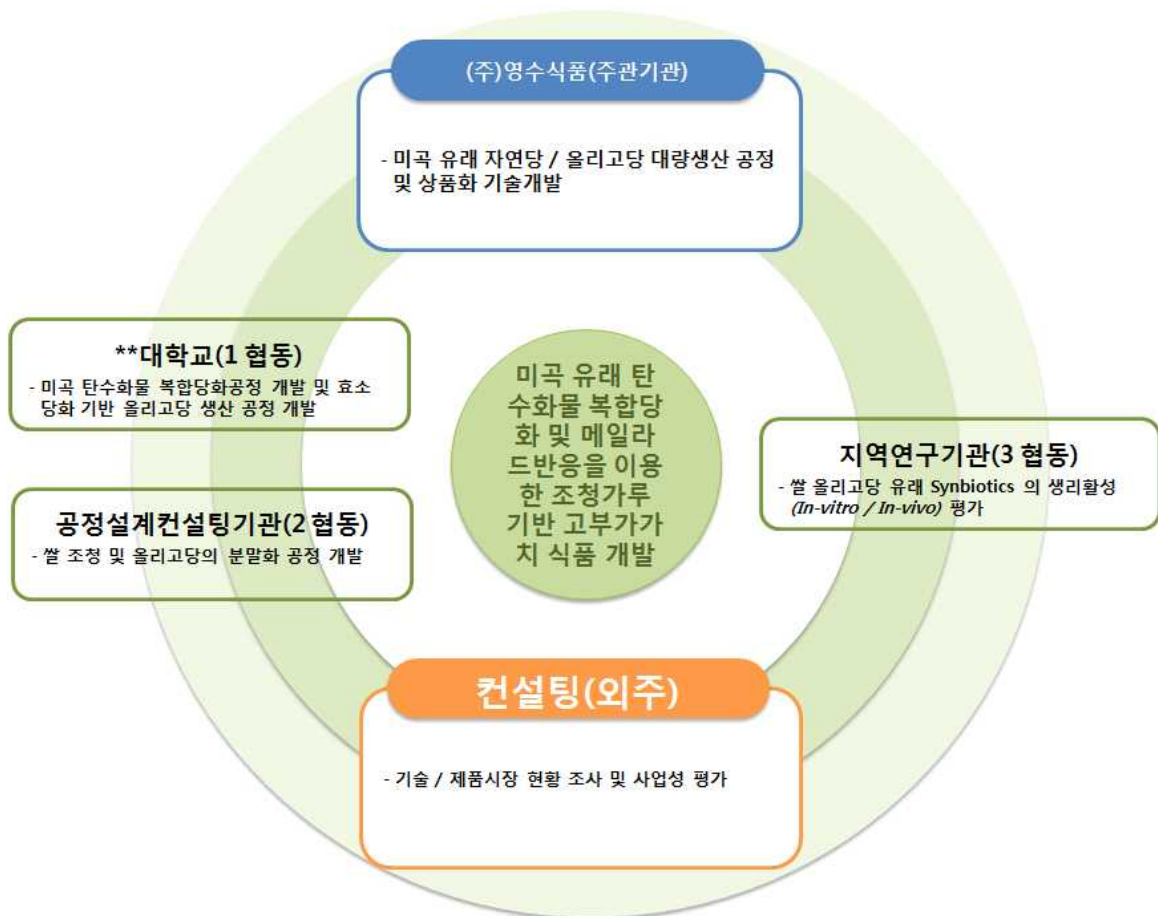 (주)영수식품(주관기관)
- 미곡 유래 자연당 / 올리고당 대량생산 공정
및 상품화 기술개발
**대학교(1 협동)
- 미곡 탄수화물 복합당화공정 개발 및 효소
당화 기반 올리고당 생산 공정 개발
공정설계컨설팅기관(2 협동)
- 쌀 조청 및 올리고당의 분말화 공정 개발
미곡 유래 탄
수화물 복합당
화 및 메일라
드반응을 이용
한 조청가루
기반 고부가가
치 식품 개발
지역연구기관(3 협동)
- 쌀 올리고당 유래 Synbiotics 의 생리활성
(In-vitro / In-vivo) 평가
컨설팅(외주)
- 기술 / 제품시장 현황 조사 및 사업성 평가